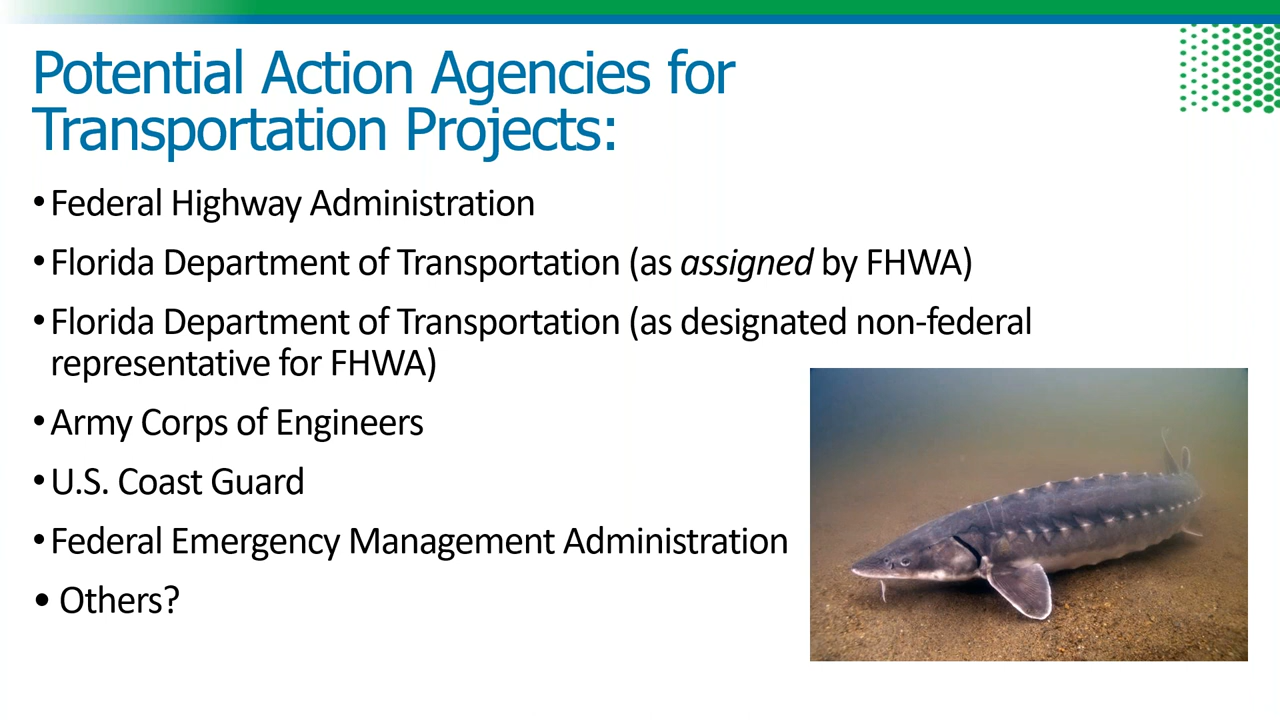 Potential Action Agencies for
Transportation Projects:
•Federal Highway Administration
•Florida Department of Transportation (as assigned by FHWA)
•Florida Department of Transportation (as designated non-federal
representative for FHWA)
•Army Corps of Engineers
•U.S. Coast Guard
•Federal Emergency Management Administration
• Others?